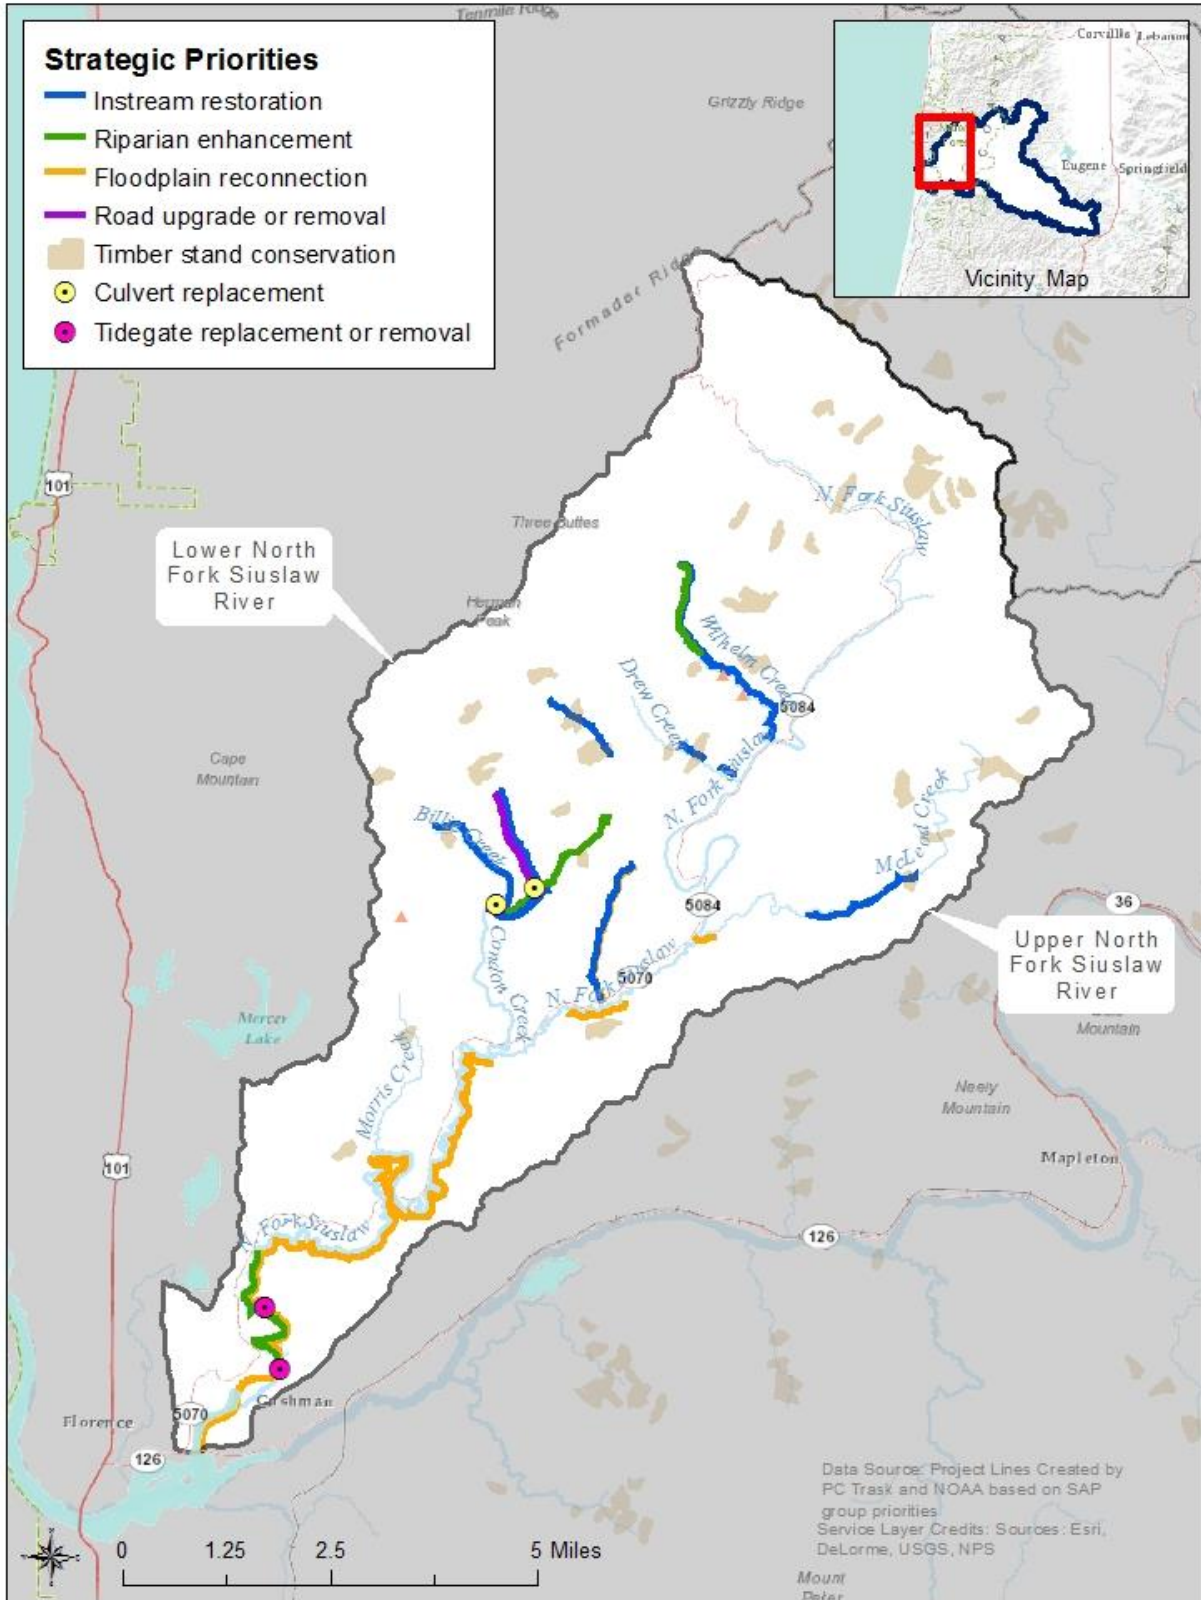 Tenmile Ridge
Strategic Priorities
Instream restoration
Riparian enhancement
Floodplain reconnection
Road upgrade or removal
Timber stand conservation
Culvert replacement
Tidegate replacement or removal
Corvallis
Lebanon
Eugene
Springfield
Vicinity Map
Grizzly Ridge
Formader Ridge
101
N. Fork Siuslaw
Three Buttes
Lower North
Fork Siuslaw
River
Herman
Peak
Wilhelm Creek
Drew Creek
5084
Cape
Mountain
N. Fork Siuslaw
McLeod Creek
Billie Creek
5084
36
Upper North
Fork Siuslaw
River
Condon Creek
N. Fork Siuslaw
5070
Mountain
Mercer
Lake
Morris Creek
Neely
Mountain
Mapleton
101
N. Fork Siuslaw
126
Cushman
Florence
5070
126
Data Source: Project Lines Created by
PC Trask and NOAA based on SAP
group priorities
Service Layer Credits: Sources: Esri,
DeLorme, USGS, NPS
0
1.25
2.5
5 Miles
Mount